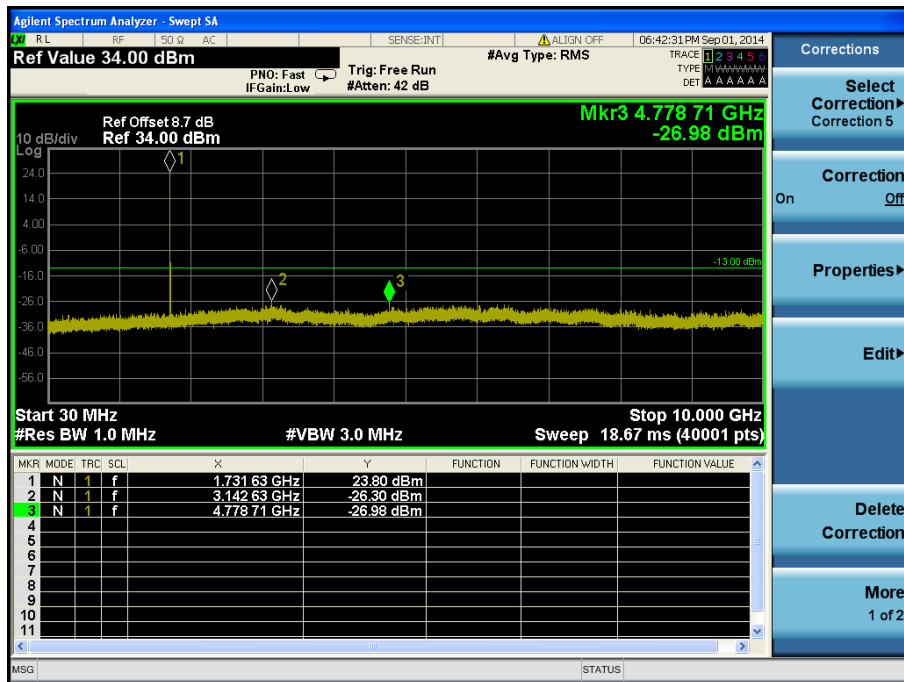 Agilent Spectrum Analyzer - Swept SA
LXI RL RF 50 Ω AC SENSE:INT ALIGN OFF 06:42:31 PM Sep 01, 2014
Ref Value 34.00 dBm
PNO: Fast
IFGain:Low
Trig: Free Run
#Atten: 42 dB
#Avg Type: RMS
TRACE 1 2 3 4 5 6
TYPE M W W W W W
DET A A A A A A
Mkr3 4.778 71 GHz
-26.98 dBm
Ref Offset 8.7 dB
Ref 34.00 dBm
10 dB/div
Log
24.0
14.0
4.00
-6.00
-16.0
-26.0
-36.0
-46.0
-56.0
1
2
3
-13.00 dBm
Start 30 MHz
Stop 10.000 GHz
#Res BW 1.0 MHz
#VBW 3.0 MHz
Sweep 18.67 ms (40001 pts)
MKR MODE TRC SCL X Y FUNCTION FUNCTION WIDTH FUNCTION VALUE
1 N 1 f 1.731 63 GHz 23.80 dBm
2 N 1 f 3.142 63 GHz -26.30 dBm
3 N 1 f 4.778 71 GHz -26.98 dBm
4
5
6
7
8
9
10
11
MSG
STATUS
Corrections
Select
Correction
Correction 5
Correction
On Off
Properties
Edit
Delete
Correction
More
1 of 2